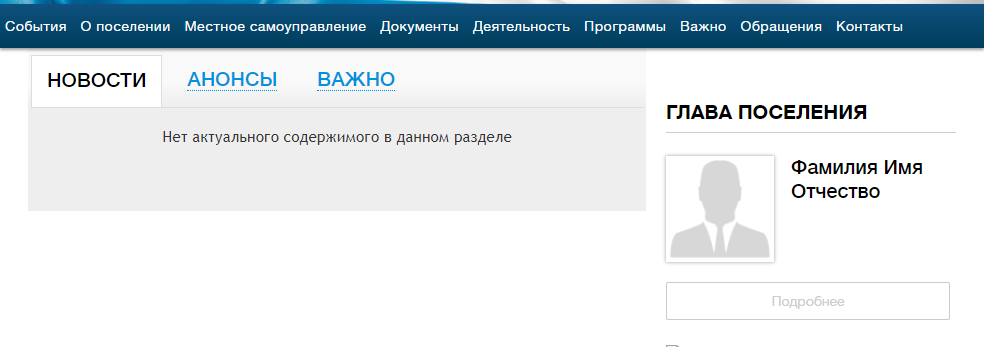 События О поселении Местное самоуправление Документы Деятельность Программы Важно Обращения Контакты
НОВОСТИ АНОНСЫ ВАЖНО
Нет актуального содержимого в данном разделе
ГЛАВА ПОСЕЛЕНИЯ
Фамилия Имя
Отчество
Подробнее